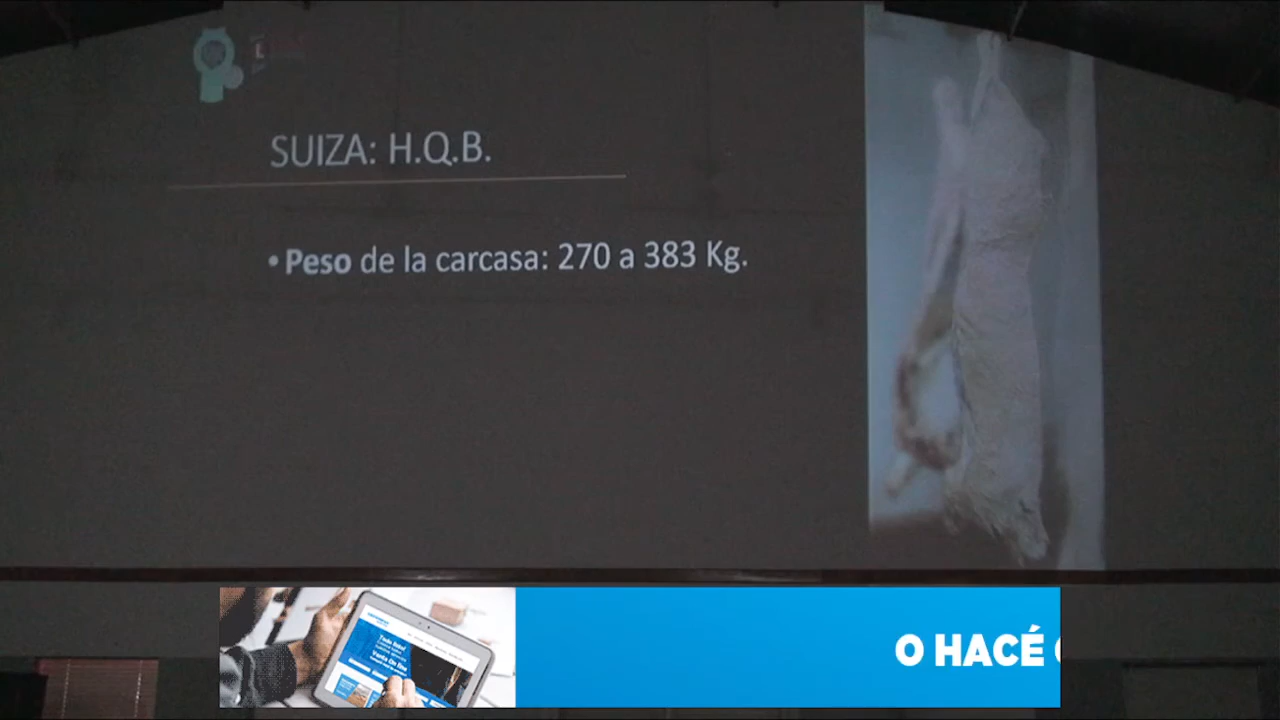 SUIZA: H.Q.B.
• Peso de la carcasa: 270 a 383 Kg.
O HACÉ